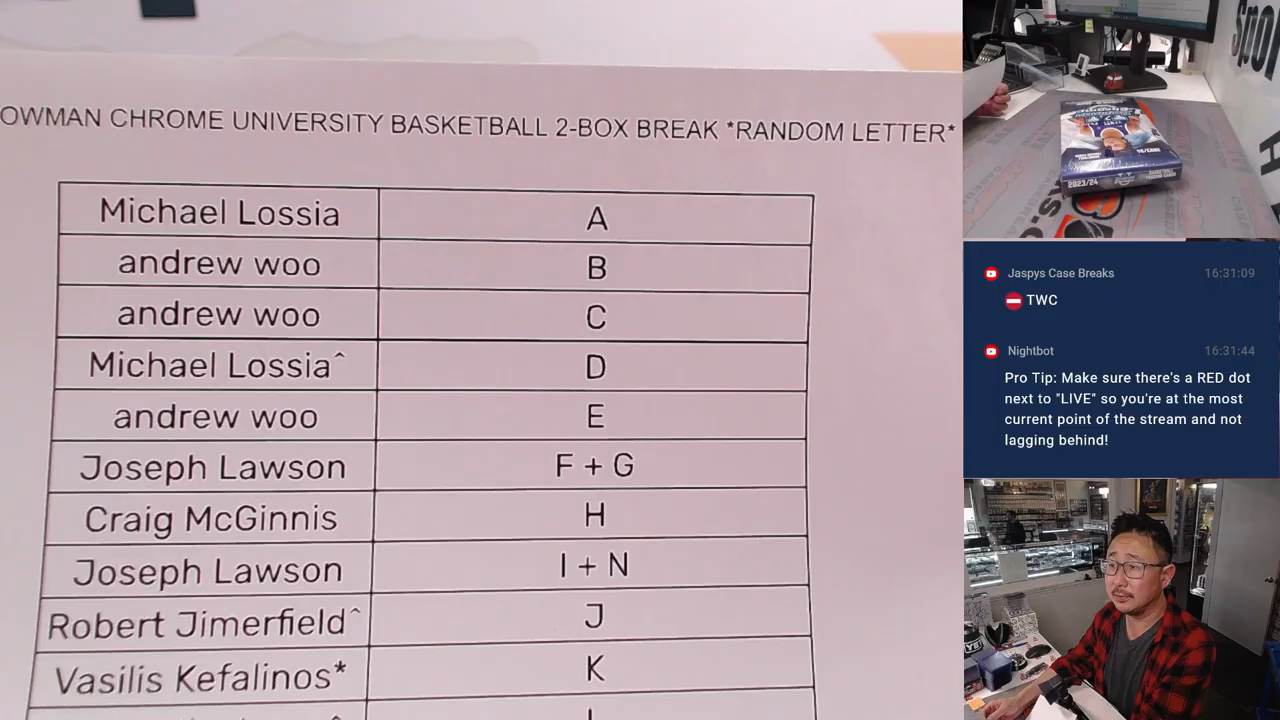 OWMAN CHROME UNIVERSITY BASKETBALL 2-BOX BREAK *RANDOM LETTER*
Michael Lossia A
andrew woo B
andrew woo C
Michael Lossia^ D
andrew woo E
Joseph Lawson F + G
Craig McGinnis H
Joseph Lawson I + N
Robert Jimerfield^ J
Vasilis Kefalinos* K
Spor
2023/24
Jaspys Case Breaks 16:31:09
TWC
Nightbot 16:31:44
Pro Tip: Make sure there's a RED dot
next to "LIVE" so you're at the most
current point of the stream and not
lagging behind!